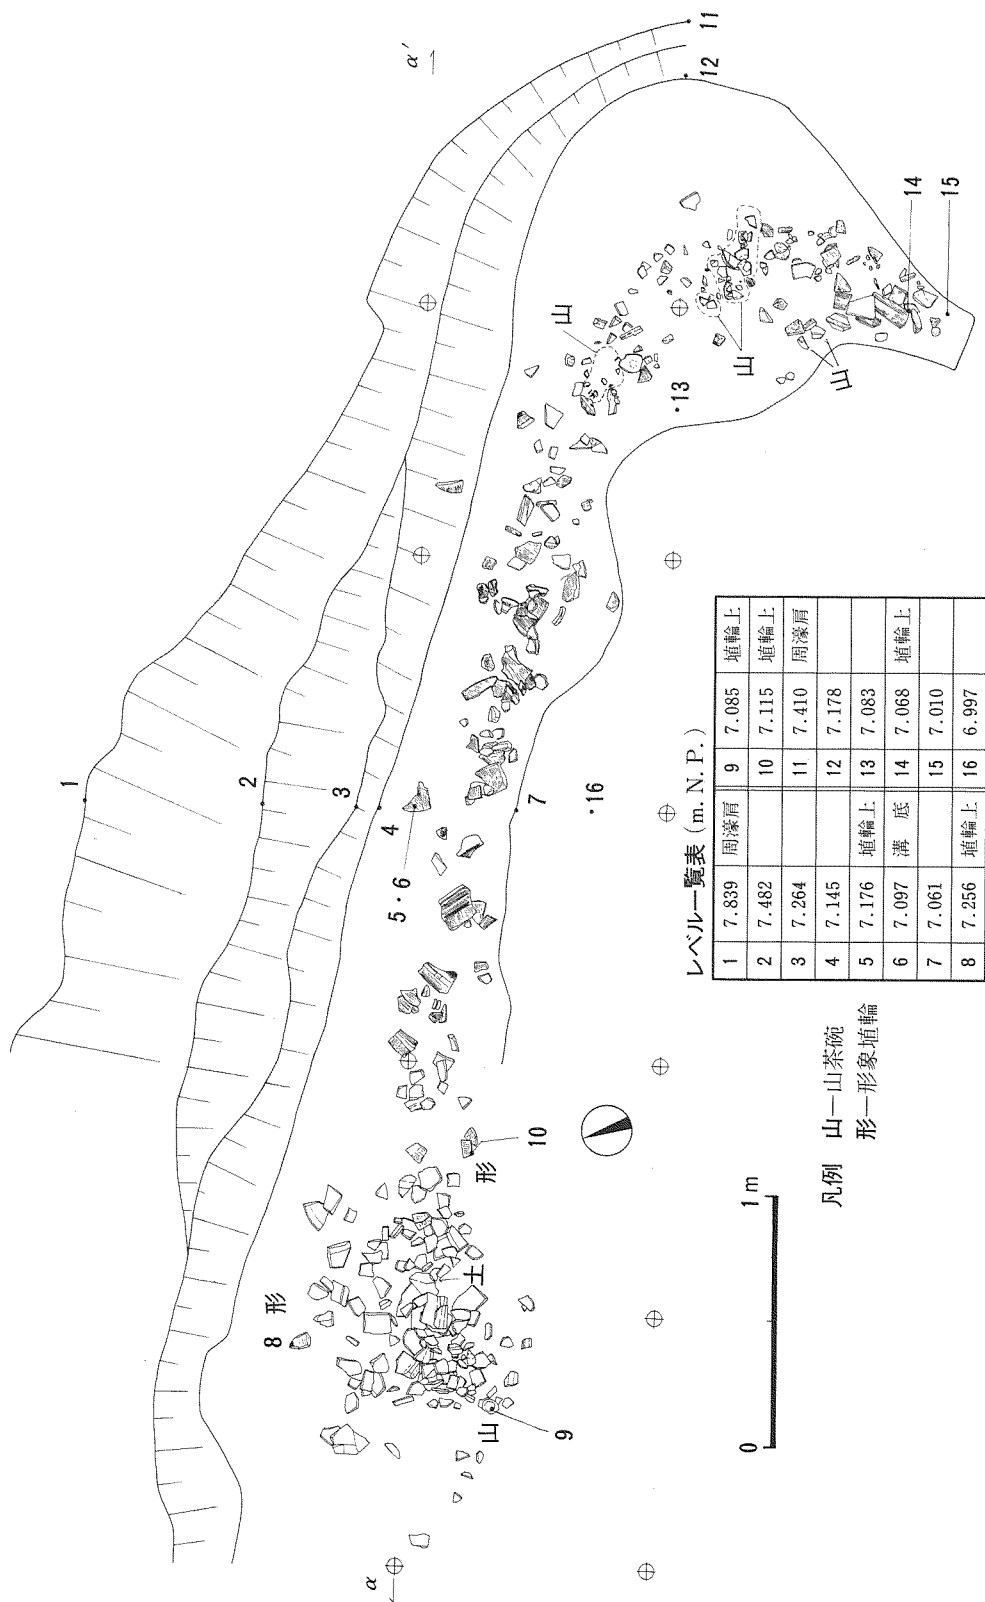 α'
11
12
1
2
3
4
5・6
7
・16
14
15
山
山
山
・13
形
8
10
形
土
山
9
α
レベル一覧表 (m. N. P.)
1 7.839 周濠肩 9 7.085 埴輪上
2 7.482 10 7.115 埴輪上
3 7.264 11 7.410 周濠肩
4 7.145 12 7.178
5 7.176 埴輪上 13 7.083
6 7.097 溝底 14 7.068 埴輪上
7 7.061 15 7.010
8 7.256 埴輪上 16 6.997
凡例 山―山茶碗
形―形象埴輪
0 1m